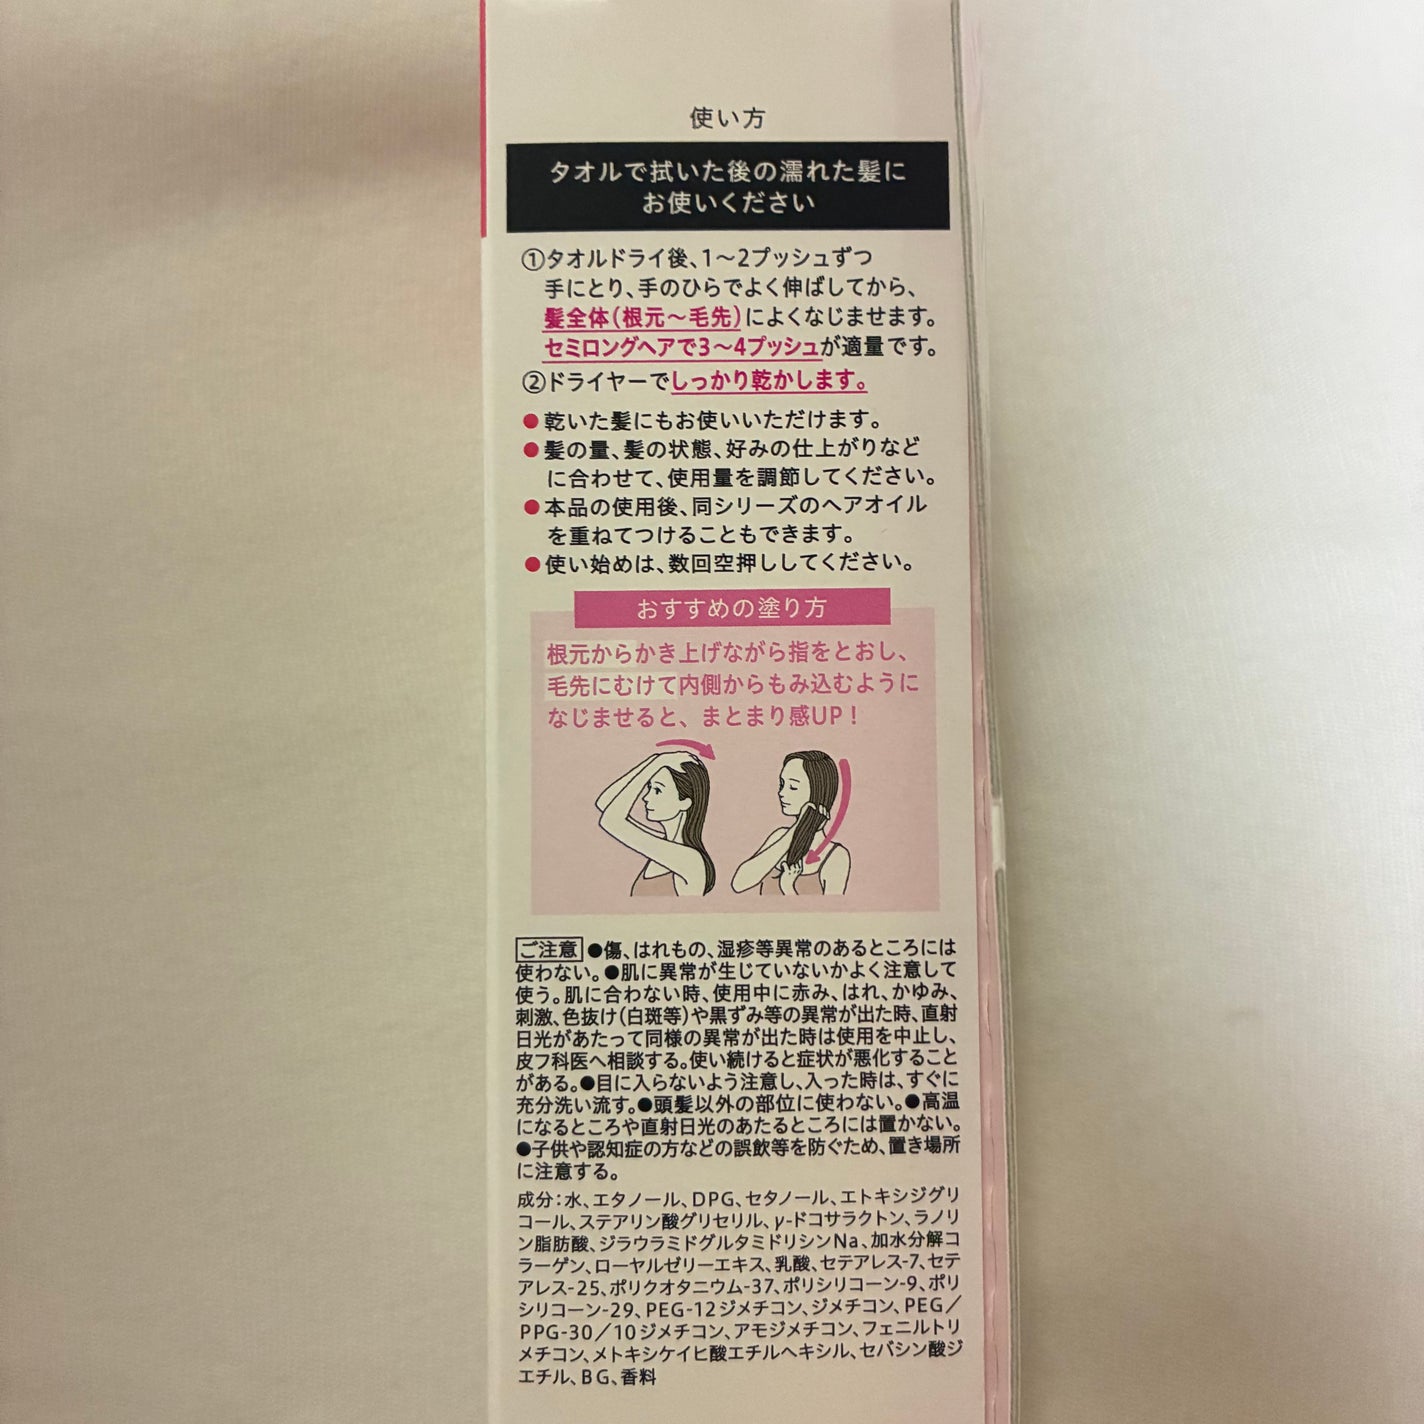 使い方
タオルで拭いた後の濡れた髪に
お使いください
①タオルドライ後、1～2プッシュずつ
手にとり、手のひらでよく伸ばしてから、
髪全体(根元～毛先)によくなじませます。
セミロングヘアで3～4プッシュが適量です。
②ドライヤーでしっかり乾かします。
●乾いた髪にもお使いいただけます。
●髪の量、髪の状態、好みの仕上がりなど
に合わせて、使用量を調節してください。
●本品の使用後、同シリーズのヘアオイル
を重ねてつけることもできます。
●使い始めは、数回空押ししてください。
おすすめの塗り方
根元からかき上げながら指をとおし、
毛先にむけて内側からもみ込むように
なじませると、まとまり感UP！
ご注意 ●傷、はれもの、湿疹等異常のあるところには
使わない。●肌に異常が生じていないかよく注意して
使う。肌に合わない時、使用中に赤み、はれ、かゆみ、
刺激、色抜け(白斑等)や黒ずみ等の異常が出た時、直射
日光があたって同様の異常が出た時は使用を中止し、
皮フ科医へ相談する。使い続けると症状が悪化すること
がある。●目に入らないよう注意し、入った時は、すぐに
充分洗い流す。●頭髪以外の部位に使わない。●高温
になるところや直射日光のあたるところには置かない。
●子供や認知症の方などの誤飲等を防ぐため、置き場所
に注意する。
成分：水、エタノール、DPG、セタノール、エトキシジグリ
コール、ステアリン酸グリセリル、γ-ドコサラクトン、ラノリ
ン脂肪酸、ジラウラミドグルタミドリシンNa、加水分解コ
ラーゲン、ローヤルゼリーエキス、乳酸、セテアレス-7、セテ
アレス-25、ポリクオタニウム-37、ポリシリコーン-9、ポリ
シリコーン-29、PEG-12ジメチコン、ジメチコン、PEG／
PPG-30／10ジメチコン、アモジメチコン、フェニルトリ
メチコン、メトキシケイヒ酸エチルヘキシル、セバシン酸ジ
エチル、BG、香料